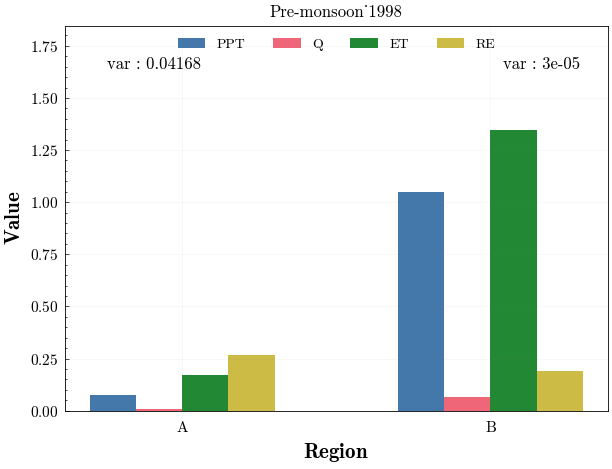 Pre-monsoon˙1998
PPT Q ET RE
var : 0.04168 var : 3e-05
1.75
1.50
1.25
1.00
0.75
0.50
0.25
0.00
Value
A B
Region